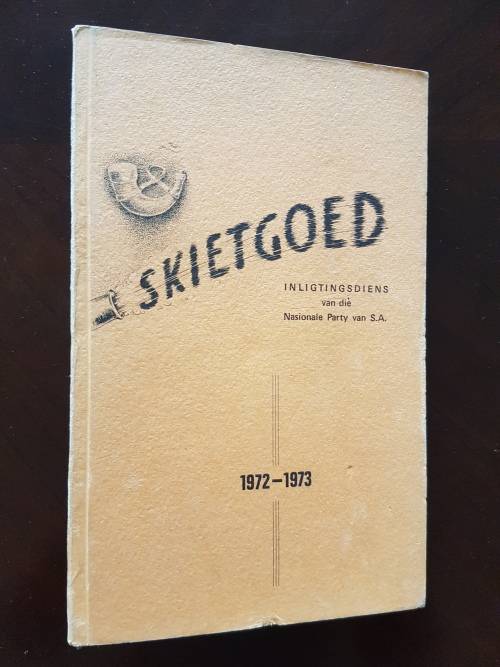 SKIETGOED
INLIGTINGSDIENS
van die
Nasionale Party van S.A.
1972–1973